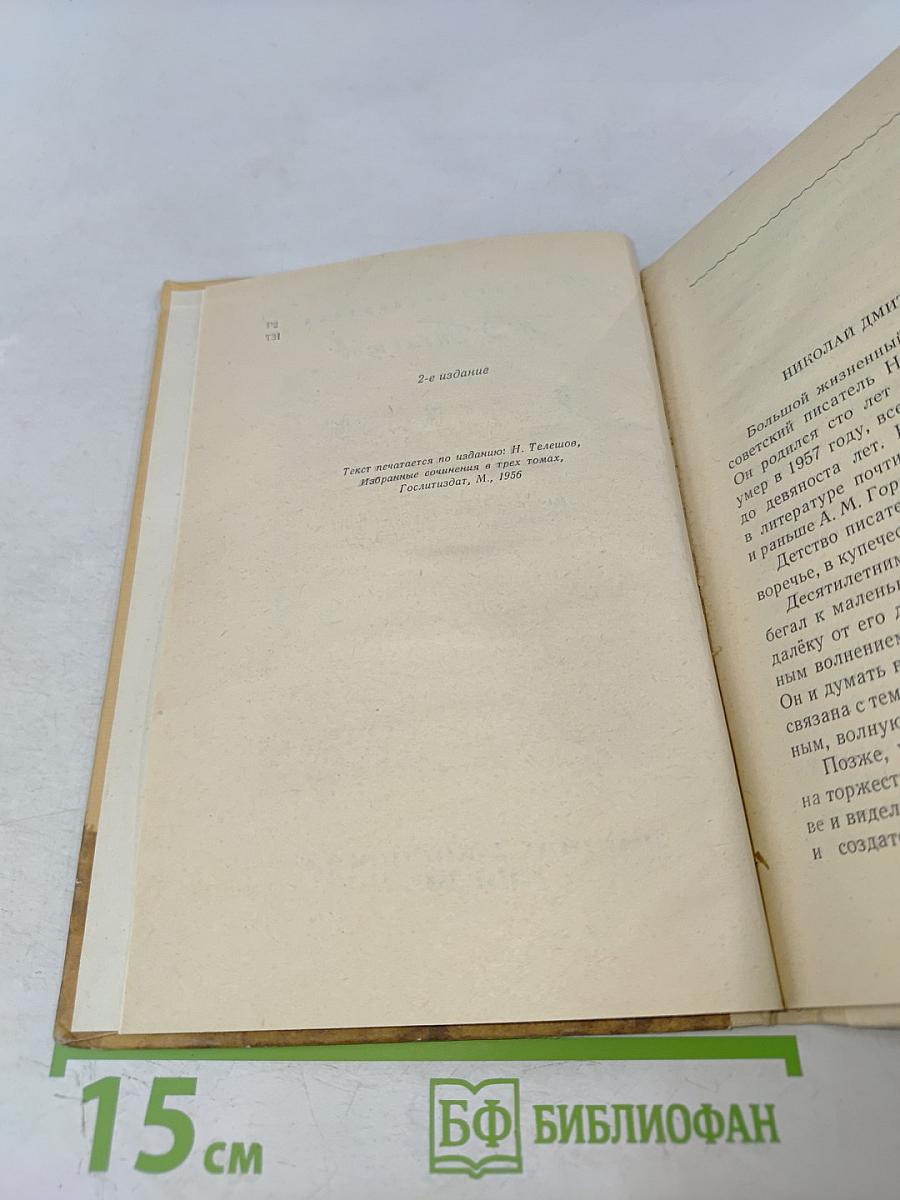 Р2
Т31
2-е издание
Текст печатается по изданию: Н. Телешов,
Избранные сочинения в трех томах,
Гослитиздат, М., 1956
НИКОЛАЙ ДМИТ
Большой жизненный
советский писатель Н
Он родился сто лет
умер в 1957 году, все
до девяноста лет.
в литературе почти
и раньше А. М. Гор
Детство писате
воречье, в купечес
Десятилетним
бегал к малень
далёку от его д
ным волнением
Он и думать н
связана с тем
ным, волную
Позже,
на торжест
ве и видел
и создат
15 см
БФ БИБЛИОФАН